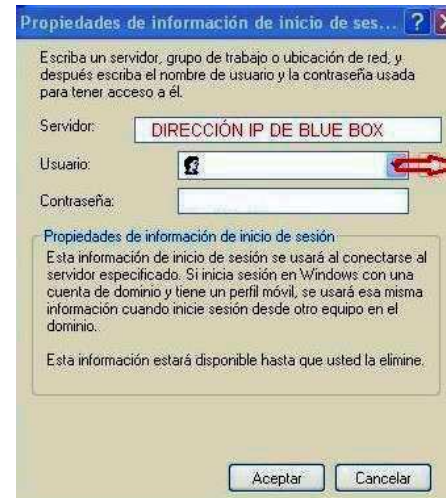 Propiedades de información de inicio de ses...
Escriba un servidor, grupo de trabajo o ubicación de red, y
después escriba el nombre de usuario y la contraseña usada
para tener acceso a él.
Servidor:
DIRECCIÓN IP DE BLUE BOX
Usuario:
Contraseña:
Propiedades de información de inicio de sesión
Esta información de inicio de sesión se usará al conectarse al
servidor especificado. Si inicia sesión en Windows con una
cuenta de dominio y tiene un perfil móvil, se usará esa misma
información cuando inicie sesión desde otro equipo en el
dominio.
Esta información estará disponible hasta que usted la elimine.
Aceptar
Cancelar